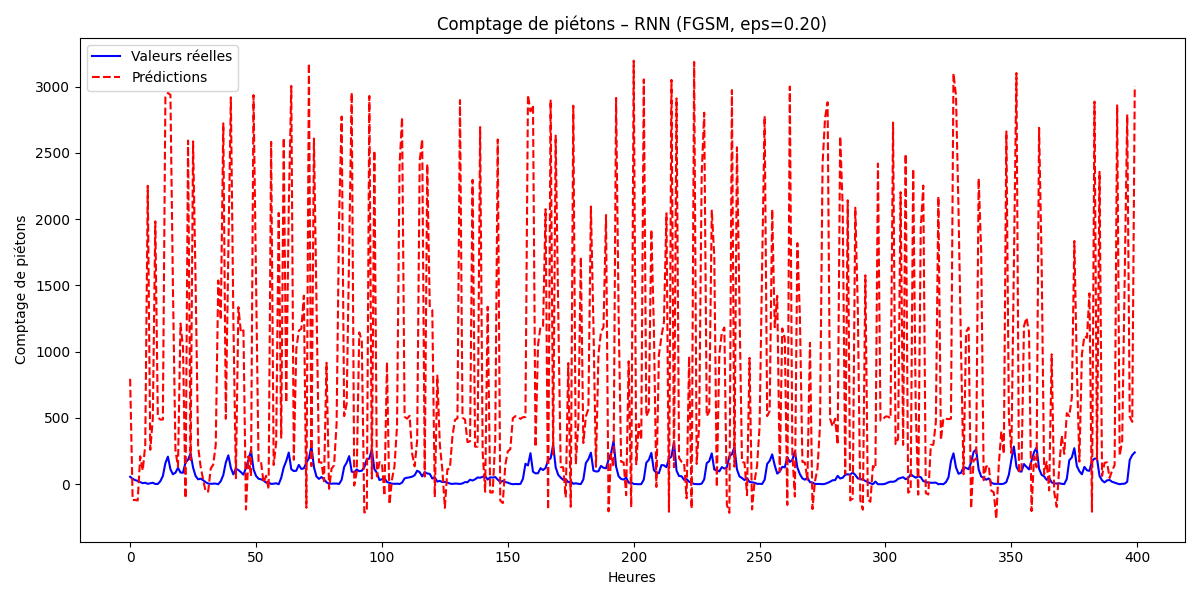 Comptage de piétons – RNN (FGSM, eps=0.20)
Valeurs réelles
Prédictions
Comptage de piétons
3000
2500
2000
1500
1000
500
0
0 50 100 150 200 250 300 350 400
Heures